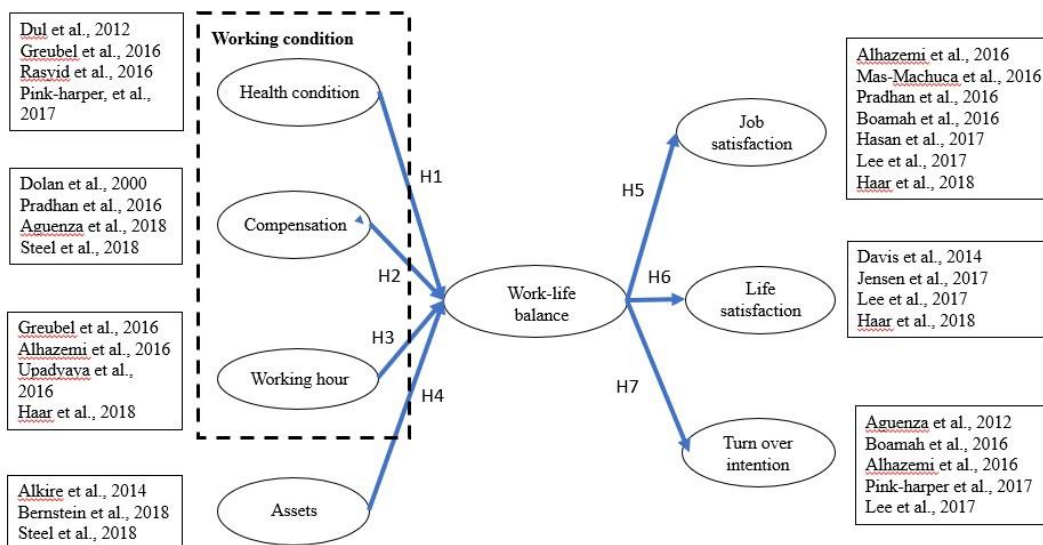 Dul et al., 2012
Greubel et al., 2016
Rasyid et al., 2016
Pink-harper, et al.,
2017
Dolan et al., 2000
Pradhan et al., 2016
Aguenza et al., 2018
Steel et al., 2018
Greubel et al., 2016
Alhazemi et al., 2016
Upadyaya et al.,
2016
Haar et al., 2018
Alkire et al., 2014
Bernstein et al., 2018
Steel et al., 2018
Working condition
Health condition
Compensation
Working hour
Assets
H1
H2
H3
H4
Work-life
balance
H5
H6
H7
Job
satisfaction
Life
satisfaction
Turn over
intention
Alhazemi et al., 2016
Mas-Machuca et al., 2016
Pradhan et al., 2016
Boamah et al., 2016
Hasan et al., 2017
Lee et al., 2017
Haar et al., 2018
Davis et al., 2014
Jensen et al., 2017
Lee et al., 2017
Haar et al., 2018
Aguenza et al., 2012
Boamah et al., 2016
Alhazemi et al., 2016
Pink-harper et al., 2017
Lee et al., 2017